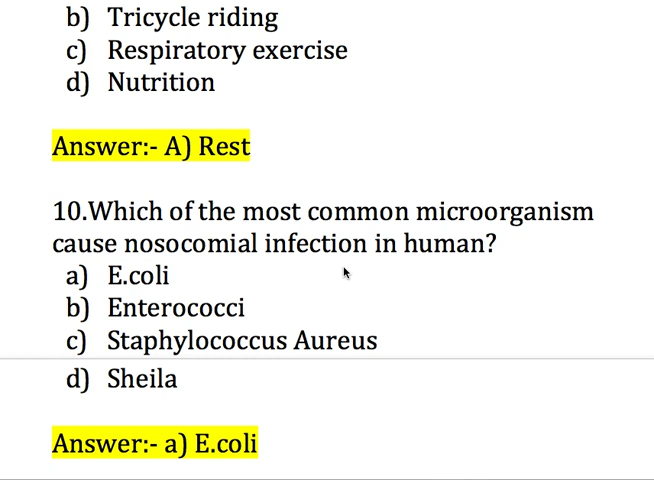 b) Tricycle riding
c) Respiratory exercise
d) Nutrition
Answer:- A) Rest
10.Which of the most common microorganism
cause nosocomial infection in human?
a) E.coli
b) Enterococci
c) Staphylococcus Aureus
d) Sheila
Answer:- a) E.coli